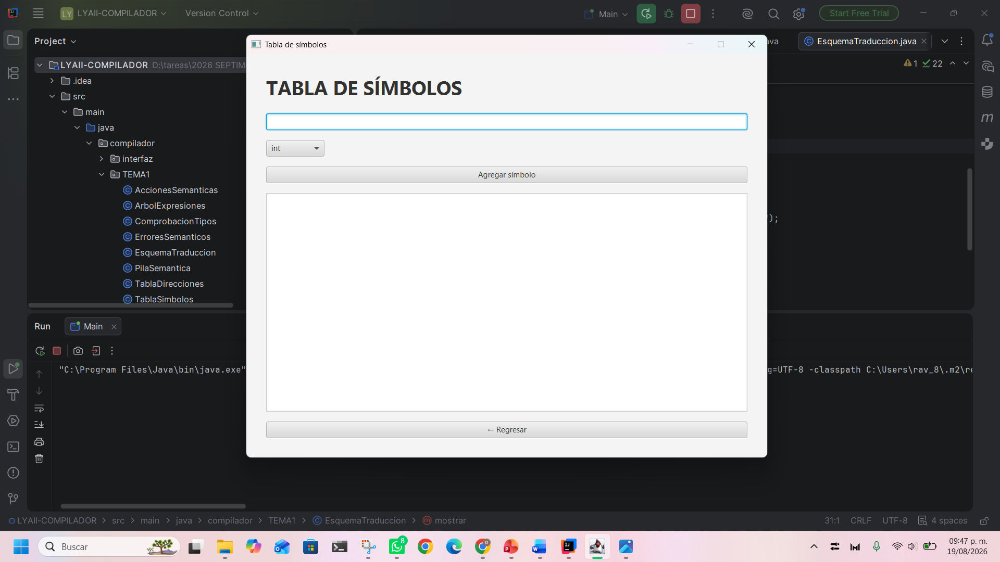 LY LYAII-COMPILADOR Version Control Main Start Free Trial
Project
ava EsquemaTraduccion.java
LYAII-COMPILADOR D:\tareas\2026 SEPTIM
1 22
.idea
src
main
java
compilador
interfaz
TEMA1
AccionesSemanticas
ArbolExpresiones
ComprobacionTipos
ErroresSemanticos
EsquemaTraduccion
PilaSemantica
TablaDirecciones
TablaSimbolos
);
Tabla de símbolos
TABLA DE SÍMBOLOS
int
Agregar símbolo
← Regresar
Run Main
"C:\Program Files\Java\bin\java.exe" g=UTF-8 -classpath C:\Users\rav_8\.m2\re
LYAII-COMPILADOR > src > main > java > compilador > TEMA1 > EsquemaTraduccion > mostrar 31:1 CRLF UTF-8 4 spaces
Buscar
8
D
09:47 p. m.
19/08/2026